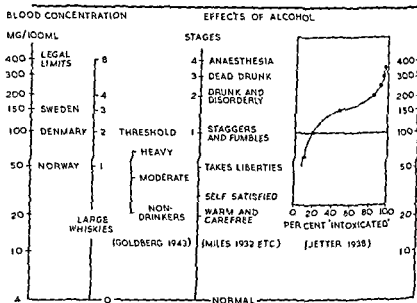 BLOOD CONCENTRATION EFFECTS OF ALCOHOL
MG/100ML STAGES
LEGAL LIMITS 8
400 4 ANAESTHESIA 400
300 3 DEAD DRUNK 300
200 4 2 DRUNK AND DISORDERLY 200
150 SWEDEN 3 150
100 DENMARK 2 THRESHOLD 1 STAGGERS AND FUMBLES 100
HEAVY
50 NORWAY 1 TAKES LIBERTIES 50
MODERATE
SELF SATISFIED
0 20 40 60 80 100
20 NON-DRINKERS WARM AND CAREFREE PER CENT 'INTOXICATED' 20
LARGE WHISKIES
10 (GOLDBERG 1943) (MILES 1932 ETC) (JETTER 1938) 10
4 0 NORMAL 4